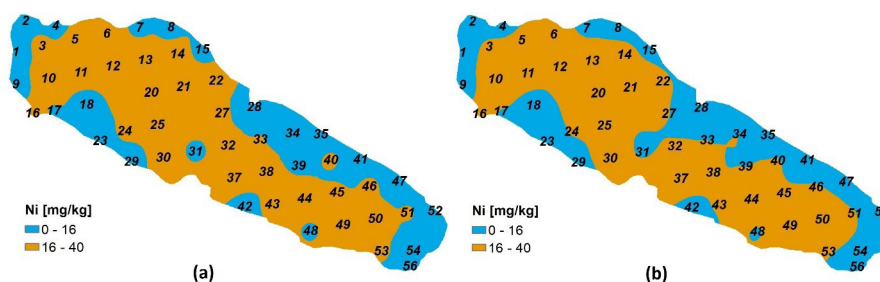 2 4 5 6 7 8
1 3 12 13 14 15
9 10 11 20 21 22
16 17 18 28
23 24 25 27 34 35
29 30 31 32 33 39 40 41
37 38 44 45 46 47
42 43 48 49 50 51 52
53 54
56
Ni [mg/kg]
0 - 16
16 - 40
(a)
2 4 5 6 7 8
1 3 12 13 14 15
9 10 11 20 21 22
16 17 18 28
23 24 25 27 34 35
29 30 31 32 33 39 40 41
37 38 44 45 46 47
42 43 48 49 50 51
53 54
56
Ni [mg/kg]
0 - 16
16 - 40
(b)